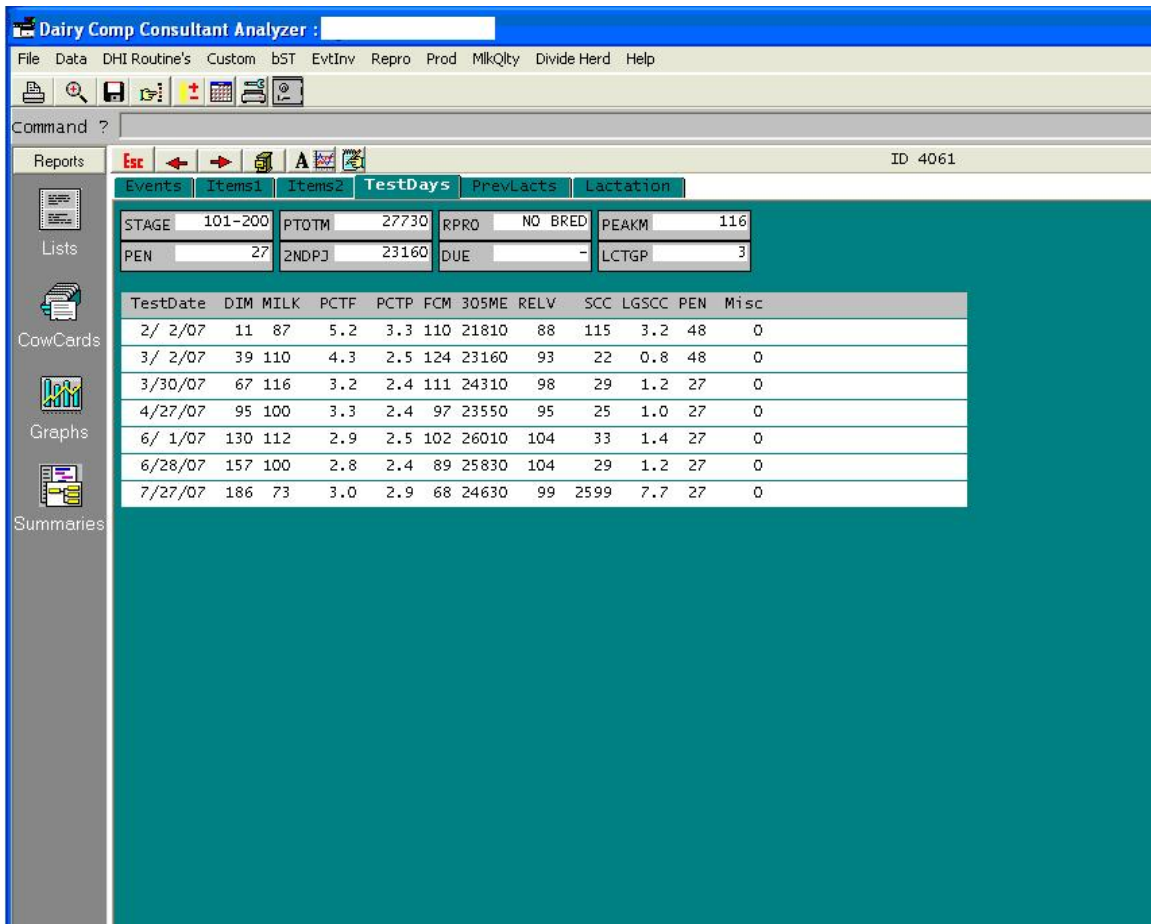 Dairy Comp Consultant Analyzer :
File Data DHI Routine's Custom bST EvtInv Repro Prod MlkQlty Divide Herd Help
Command ?
Reports Esc A ID 4061
Events Items1 Items2 TestDays PrevLacts Lactation
STAGE 101-200 PTOTM 27730 RPRO NO BRED PEAKM 116
PEN 27 2NDPJ 23160 DUE - LCTGP 3
Lists
TestDate DIM MILK PCTF PCTP FCM 305ME RELV SCC LGSCC PEN Misc
2/ 2/07 11 87 5.2 3.3 110 21810 88 115 3.2 48 0
3/ 2/07 39 110 4.3 2.5 124 23160 93 22 0.8 48 0
CowCards
3/30/07 67 116 3.2 2.4 111 24310 98 29 1.2 27 0
4/27/07 95 100 3.3 2.4 97 23550 95 25 1.0 27 0
Graphs
6/ 1/07 130 112 2.9 2.5 102 26010 104 33 1.4 27 0
6/28/07 157 100 2.8 2.4 89 25830 104 29 1.2 27 0
7/27/07 186 73 3.0 2.9 68 24630 99 2599 7.7 27 0
Summaries